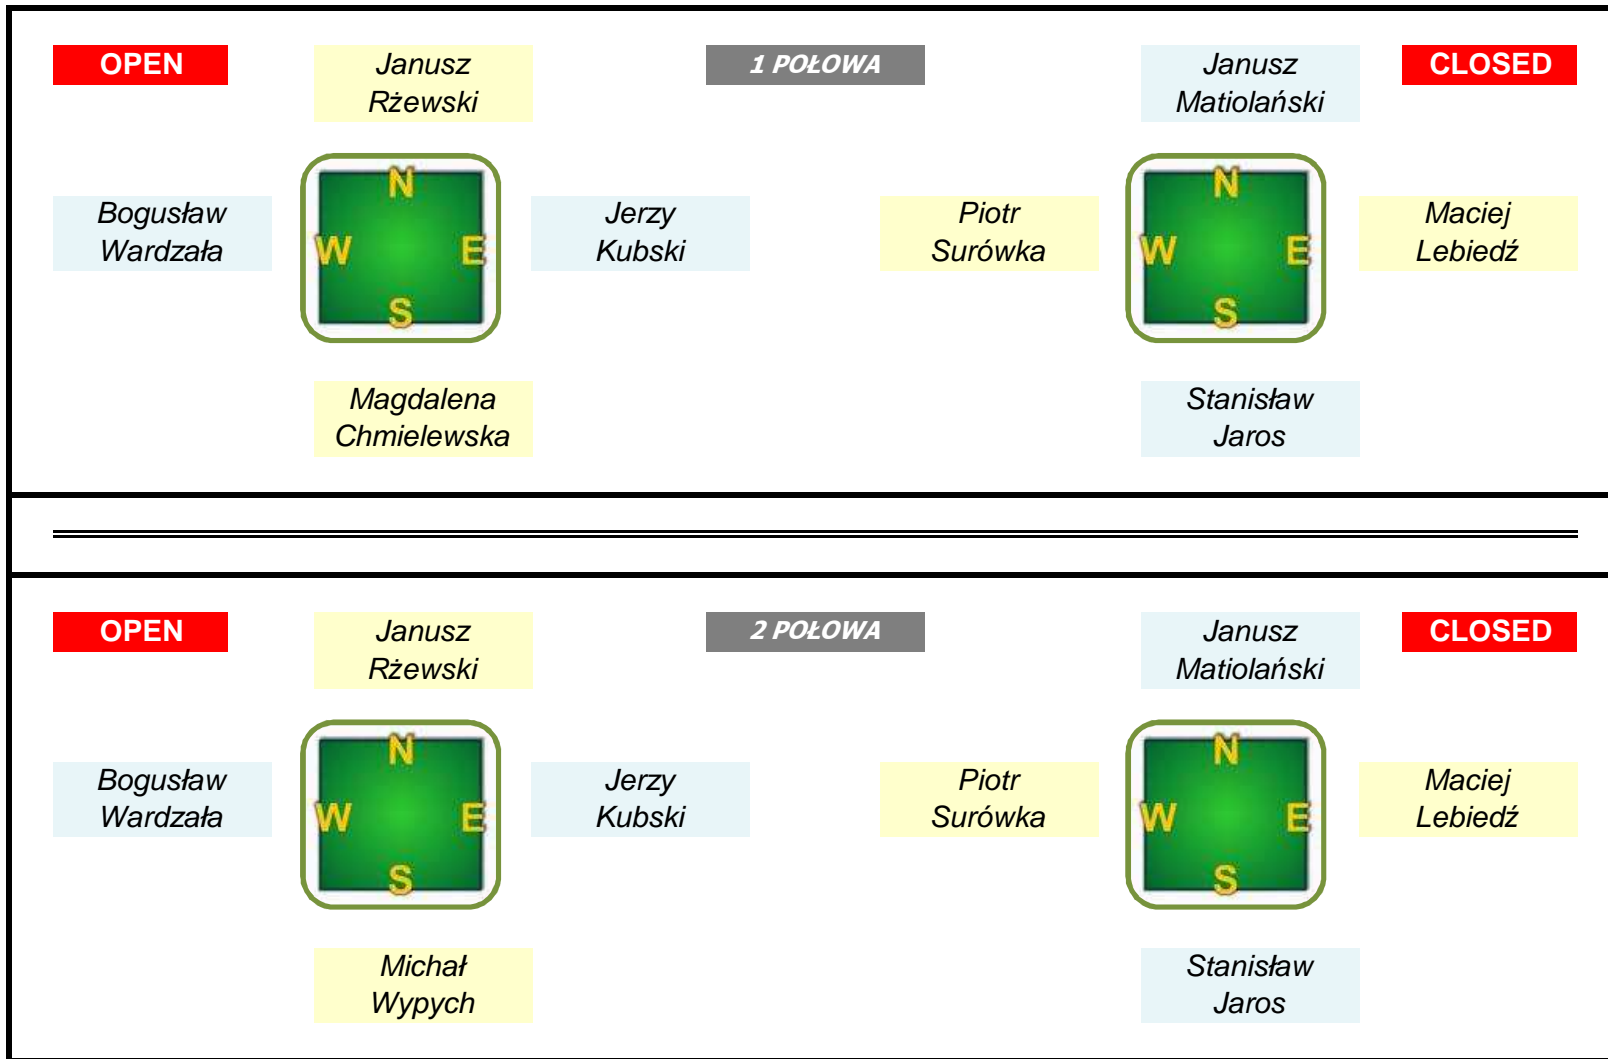 OPEN
Janusz
Rżewski
1 POŁOWA
Janusz
Matiolański
CLOSED
Bogusław
Wardzała
N
W E
S
Jerzy
Kubski
Piotr
Surówka
N
W E
S
Maciej
Lebiedź
Magdalena
Chmielewska
Stanisław
Jaros
OPEN
Janusz
Rżewski
2 POŁOWA
Janusz
Matiolański
CLOSED
Bogusław
Wardzała
N
W E
S
Jerzy
Kubski
Piotr
Surówka
N
W E
S
Maciej
Lebiedź
Michał
Wypych
Stanisław
Jaros